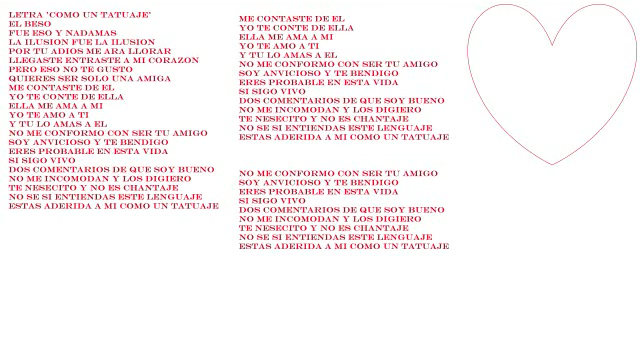 LETRA 'COMO UN TATUAJE'
EL BESO
FUE ESO Y NADAMAS
LA ILUSION FUE LA ILUSION
POR TU ADIOS ME ARA LLORAR
LLEGASTE ENTRASTE A MI CORAZON
PERO ESO NO TE GUSTO
QUIERES SER SOLO UNA AMIGA
ME CONTASTE DE EL
YO TE CONTE DE ELLA
ELLA ME AMA A MI
YO TE AMO A TI
Y TU LO AMAS A EL
NO ME CONFORMO CON SER TU AMIGO
SOY ANVICIOSO Y TE BENDIGO
ERES PROBABLE EN ESTA VIDA
SI SIGO VIVO
DOS COMENTARIOS DE QUE SOY BUENO
NO ME INCOMODAN Y LOS DIGIERO
TE NESECITO Y NO ES CHANTAJE
NO SE SI ENTIENDAS ESTE LENGUAJE
ESTAS ADERIDA A MI COMO UN TATUAJE
ME CONTASTE DE EL
YO TE CONTE DE ELLA
ELLA ME AMA A MI
YO TE AMO A TI
Y TU LO AMAS A EL
NO ME CONFORMO CON SER TU AMIGO
SOY ANVICIOSO Y TE BENDIGO
ERES PROBABLE EN ESTA VIDA
SI SIGO VIVO
DOS COMENTARIOS DE QUE SOY BUENO
NO ME INCOMODAN Y LOS DIGIERO
TE NESECITO Y NO ES CHANTAJE
NO SE SI ENTIENDAS ESTE LENGUAJE
ESTAS ADERIDA A MI COMO UN TATUAJE
NO ME CONFORMO CON SER TU AMIGO
SOY ANVICIOSO Y TE BENDIGO
ERES PROBABLE EN ESTA VIDA
SI SIGO VIVO
DOS COMENTARIOS DE QUE SOY BUENO
NO ME INCOMODAN Y LOS DIGIERO
TE NESECITO Y NO ES CHANTAJE
NO SE SI ENTIENDAS ESTE LENGUAJE
ESTAS ADERIDA A MI COMO UN TATUAJE